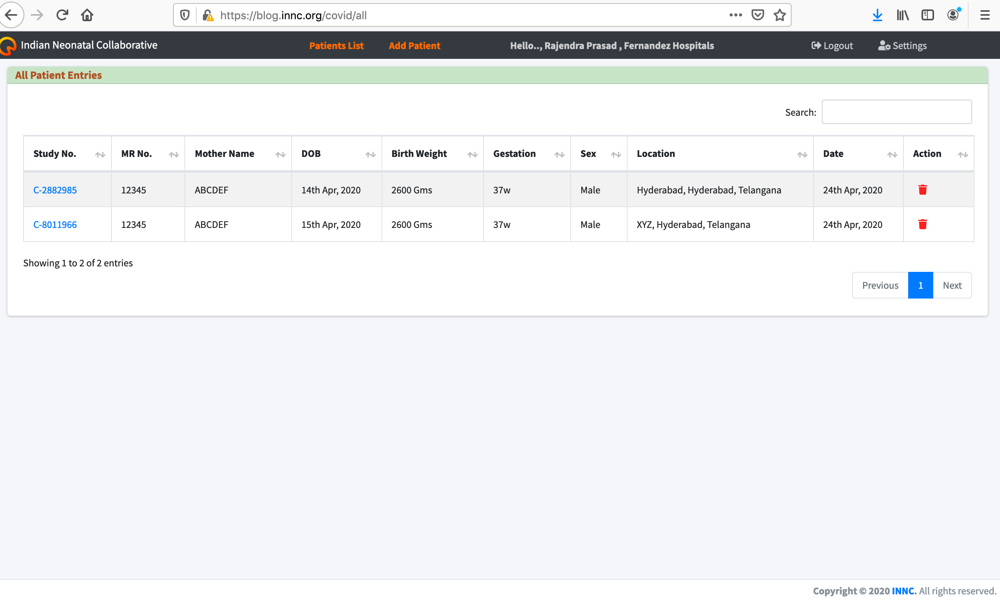 https://blog.innc.org/covid/all
Indian Neonatal Collaborative Patients List Add Patient Hello.., Rajendra Prasad , Fernandez Hospitals Logout Settings
All Patient Entries
Search:
Study No. MR No. Mother Name DOB Birth Weight Gestation Sex Location Date Action
C-2882985 12345 ABCDEF 14th Apr, 2020 2600 Gms 37w Male Hyderabad, Hyderabad, Telangana 24th Apr, 2020
C-8011966 12345 ABCDEF 15th Apr, 2020 2600 Gms 37w Male XYZ, Hyderabad, Telangana 24th Apr, 2020
Showing 1 to 2 of 2 entries
Previous 1 Next
Copyright © 2020 INNC. All rights reserved.